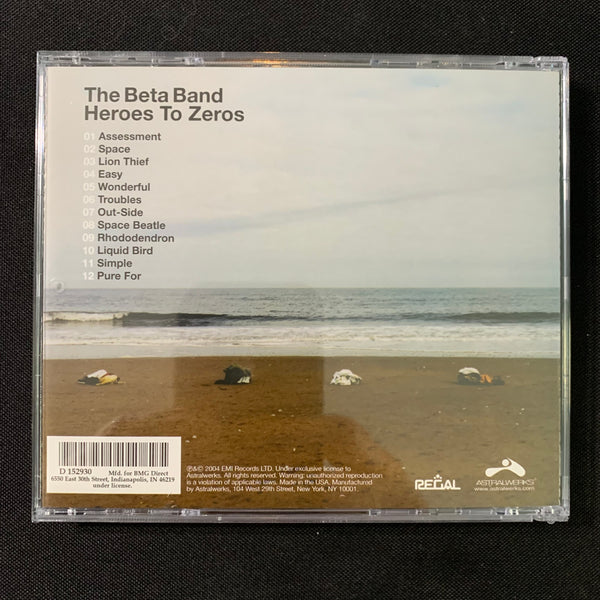 The Beta Band
Heroes To Zeros
01 Assessment
02 Space
03 Lion Thief
04 Easy
05 Wonderful
06 Troubles
07 Out-Side
08 Space Beatle
09 Rhododendron
10 Liquid Bird
11 Simple
12 Pure For
D 152930 Mfd. for BMG Direct
6550 East 30th Street, Indianapolis, IN 46219
under license.
℗&© 2004 EMI Records LTD. Under exclusive license to
Astralwerks. All rights reserved. Warning: unauthorized reproduction
is a violation of applicable laws. Made in the USA. Manufactured
by Astralwerks, 104 West 29th Street, New York, NY 10001.
REGAL
ASTRALWERKS
www.astralwerks.com